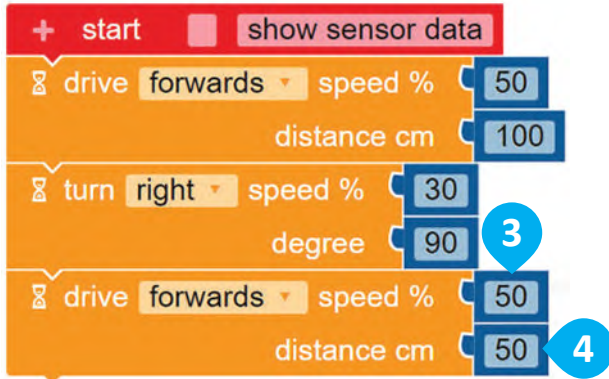 + start show sensor data
drive forwards speed % 50
distance cm 100
turn right speed % 30
degree 90
3
drive forwards speed % 50
distance cm 50
4